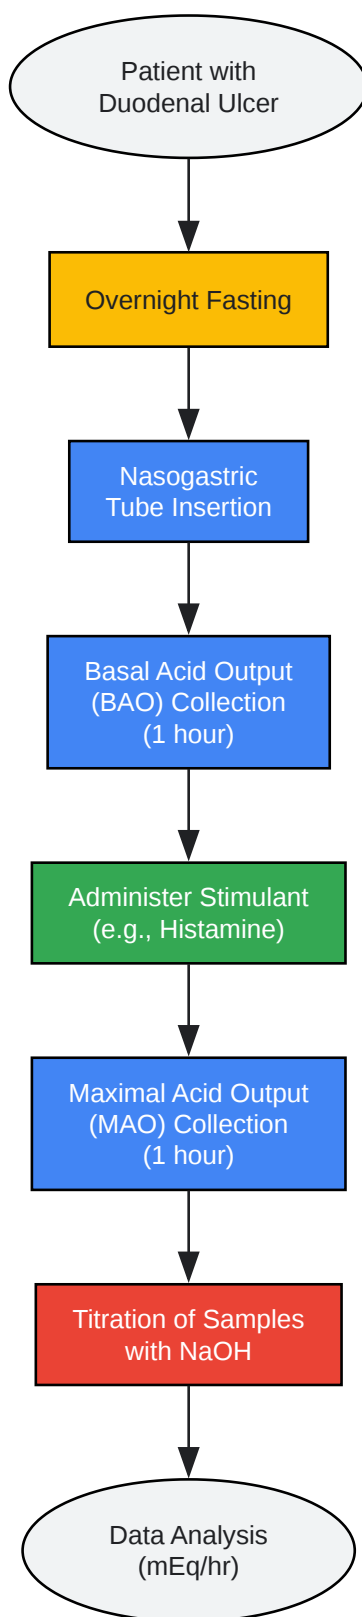 Patient with
Duodenal Ulcer
Overnight Fasting
Nasogastric
Tube Insertion
Basal Acid Output
(BAO) Collection
(1 hour)
Administer Stimulant
(e.g., Histamine)
Maximal Acid Output
(MAO) Collection
(1 hour)
Titration of Samples
with NaOH
Data Analysis
(mEq/hr)